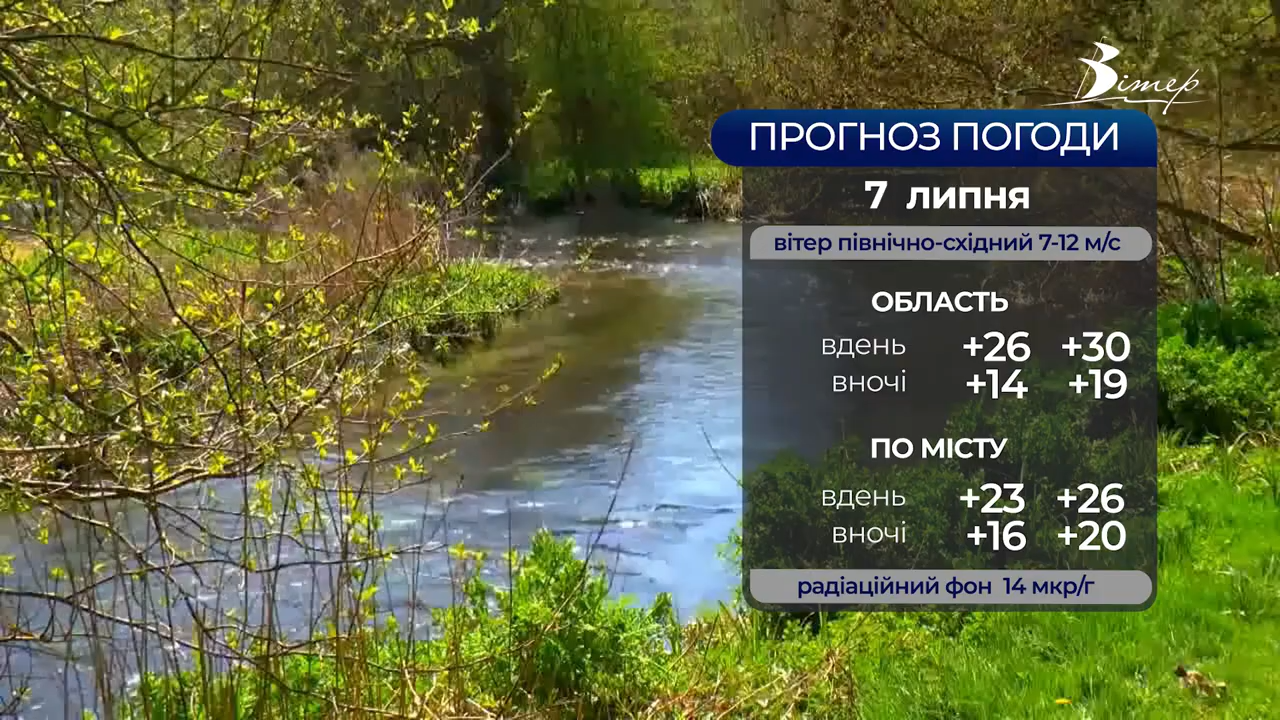 Вітер
ПРОГНОЗ ПОГОДИ
7 липня
вітер північно-східний 7-12 м/с
ОБЛАСТЬ
вдень +26 +30
вночі +14 +19
ПО МІСТУ
вдень +23 +26
вночі +16 +20
радіаційний фон 14 мкр/г